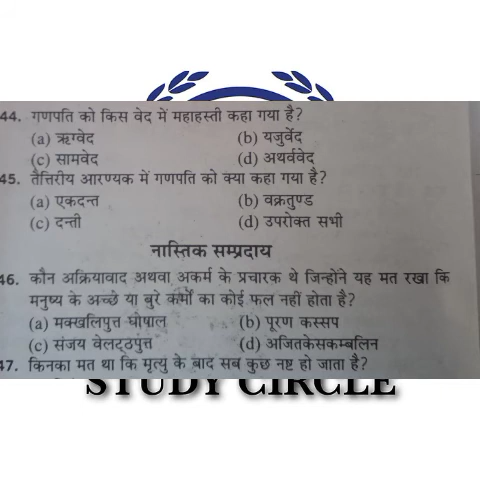 44. गणपति को किस वेद में महाहस्ती कहा गया है?
(a) ऋग्वेद (b) यजुर्वेद
(c) सामवेद (d) अथर्ववेद
45. तैत्तिरीय आरण्यक में गणपति को क्या कहा गया है?
(a) एकदन्त (b) वक्रतुण्ड
(c) दन्ती (d) उपरोक्त सभी
नास्तिक सम्प्रदाय
46. कौन अक्रियावाद अथवा अकर्म के प्रचारक थे जिन्होंने यह मत रखा कि
मनुष्य के अच्छे या बुरे कर्मों का कोई फल नहीं होता है?
(a) मक्खलिपुत्त घोषाल (b) पूरण कस्सप
(c) संजय वेलट्ठपुत्त (d) अजितकेसकम्बलिन
47. किनका मत था कि मृत्यु के बाद सब कुछ नष्ट हो जाता है?
STUDY CIRCLE